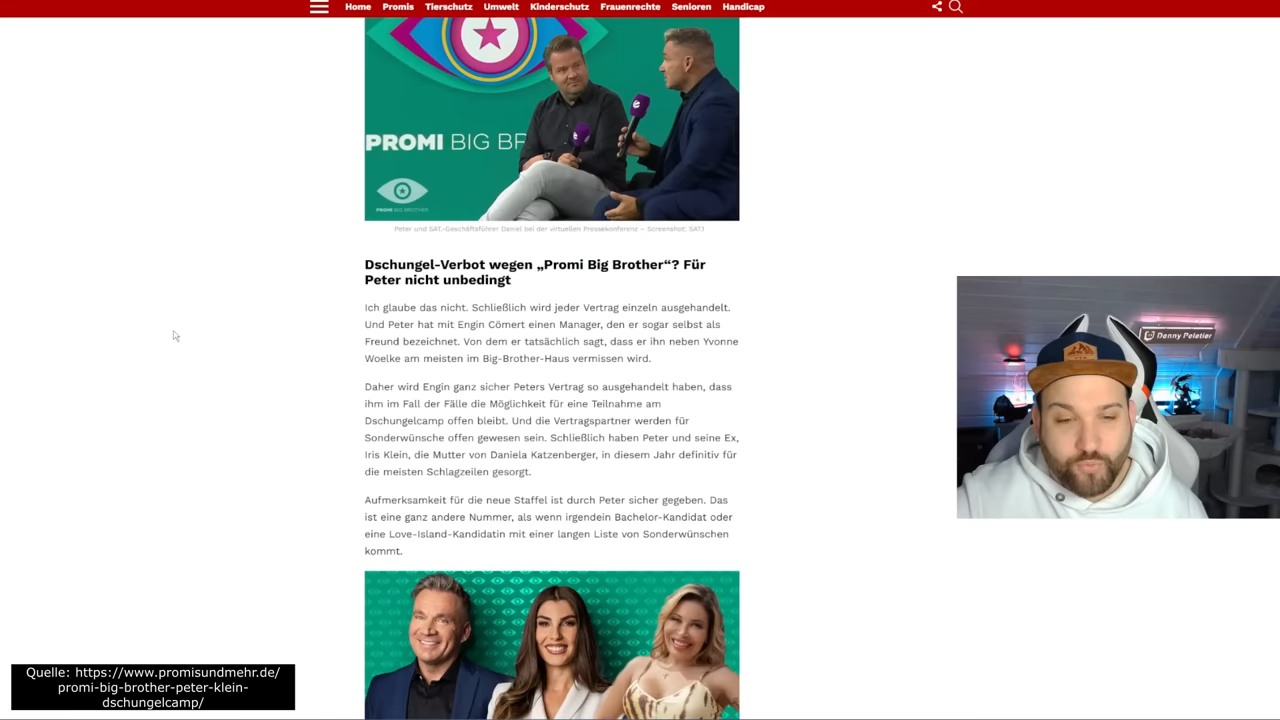 Home Promis Tierschutz Umwelt Kinderschutz Frauenrechte Senioren Handicap
PROMI BIG BR
PROMI BIG BROTHER
Peter und SAT.-Geschäftsführer Daniel bei der virtuellen Pressekonferenz – Screenshot: SAT.1
Dschungel-Verbot wegen „Promi Big Brother“? Für
Peter nicht unbedingt
Ich glaube das nicht. Schließlich wird jeder Vertrag einzeln ausgehandelt.
Und Peter hat mit Engin Cömert einen Manager, den er sogar selbst als
Freund bezeichnet. Von dem er tatsächlich sagt, dass er ihn neben Yvonne
Woelke am meisten im Big-Brother-Haus vermissen wird.
Daher wird Engin ganz sicher Peters Vertrag so ausgehandelt haben, dass
ihm im Fall der Fälle die Möglichkeit für eine Teilnahme am
Dschungelcamp offen bleibt. Und die Vertragspartner werden für
Sonderwünsche offen gewesen sein. Schließlich haben Peter und seine Ex,
Iris Klein, die Mutter von Daniela Katzenberger, in diesem Jahr definitiv für
die meisten Schlagzeilen gesorgt.
Aufmerksamkeit für die neue Staffel ist durch Peter sicher gegeben. Das
ist eine ganz andere Nummer, als wenn irgendein Bachelor-Kandidat oder
eine Love-Island-Kandidatin mit einer langen Liste von Sonderwünschen
kommt.
Danny Peletier
Quelle: https://www.promisundmehr.de/
promi-big-brother-peter-klein-
dschungelcamp/